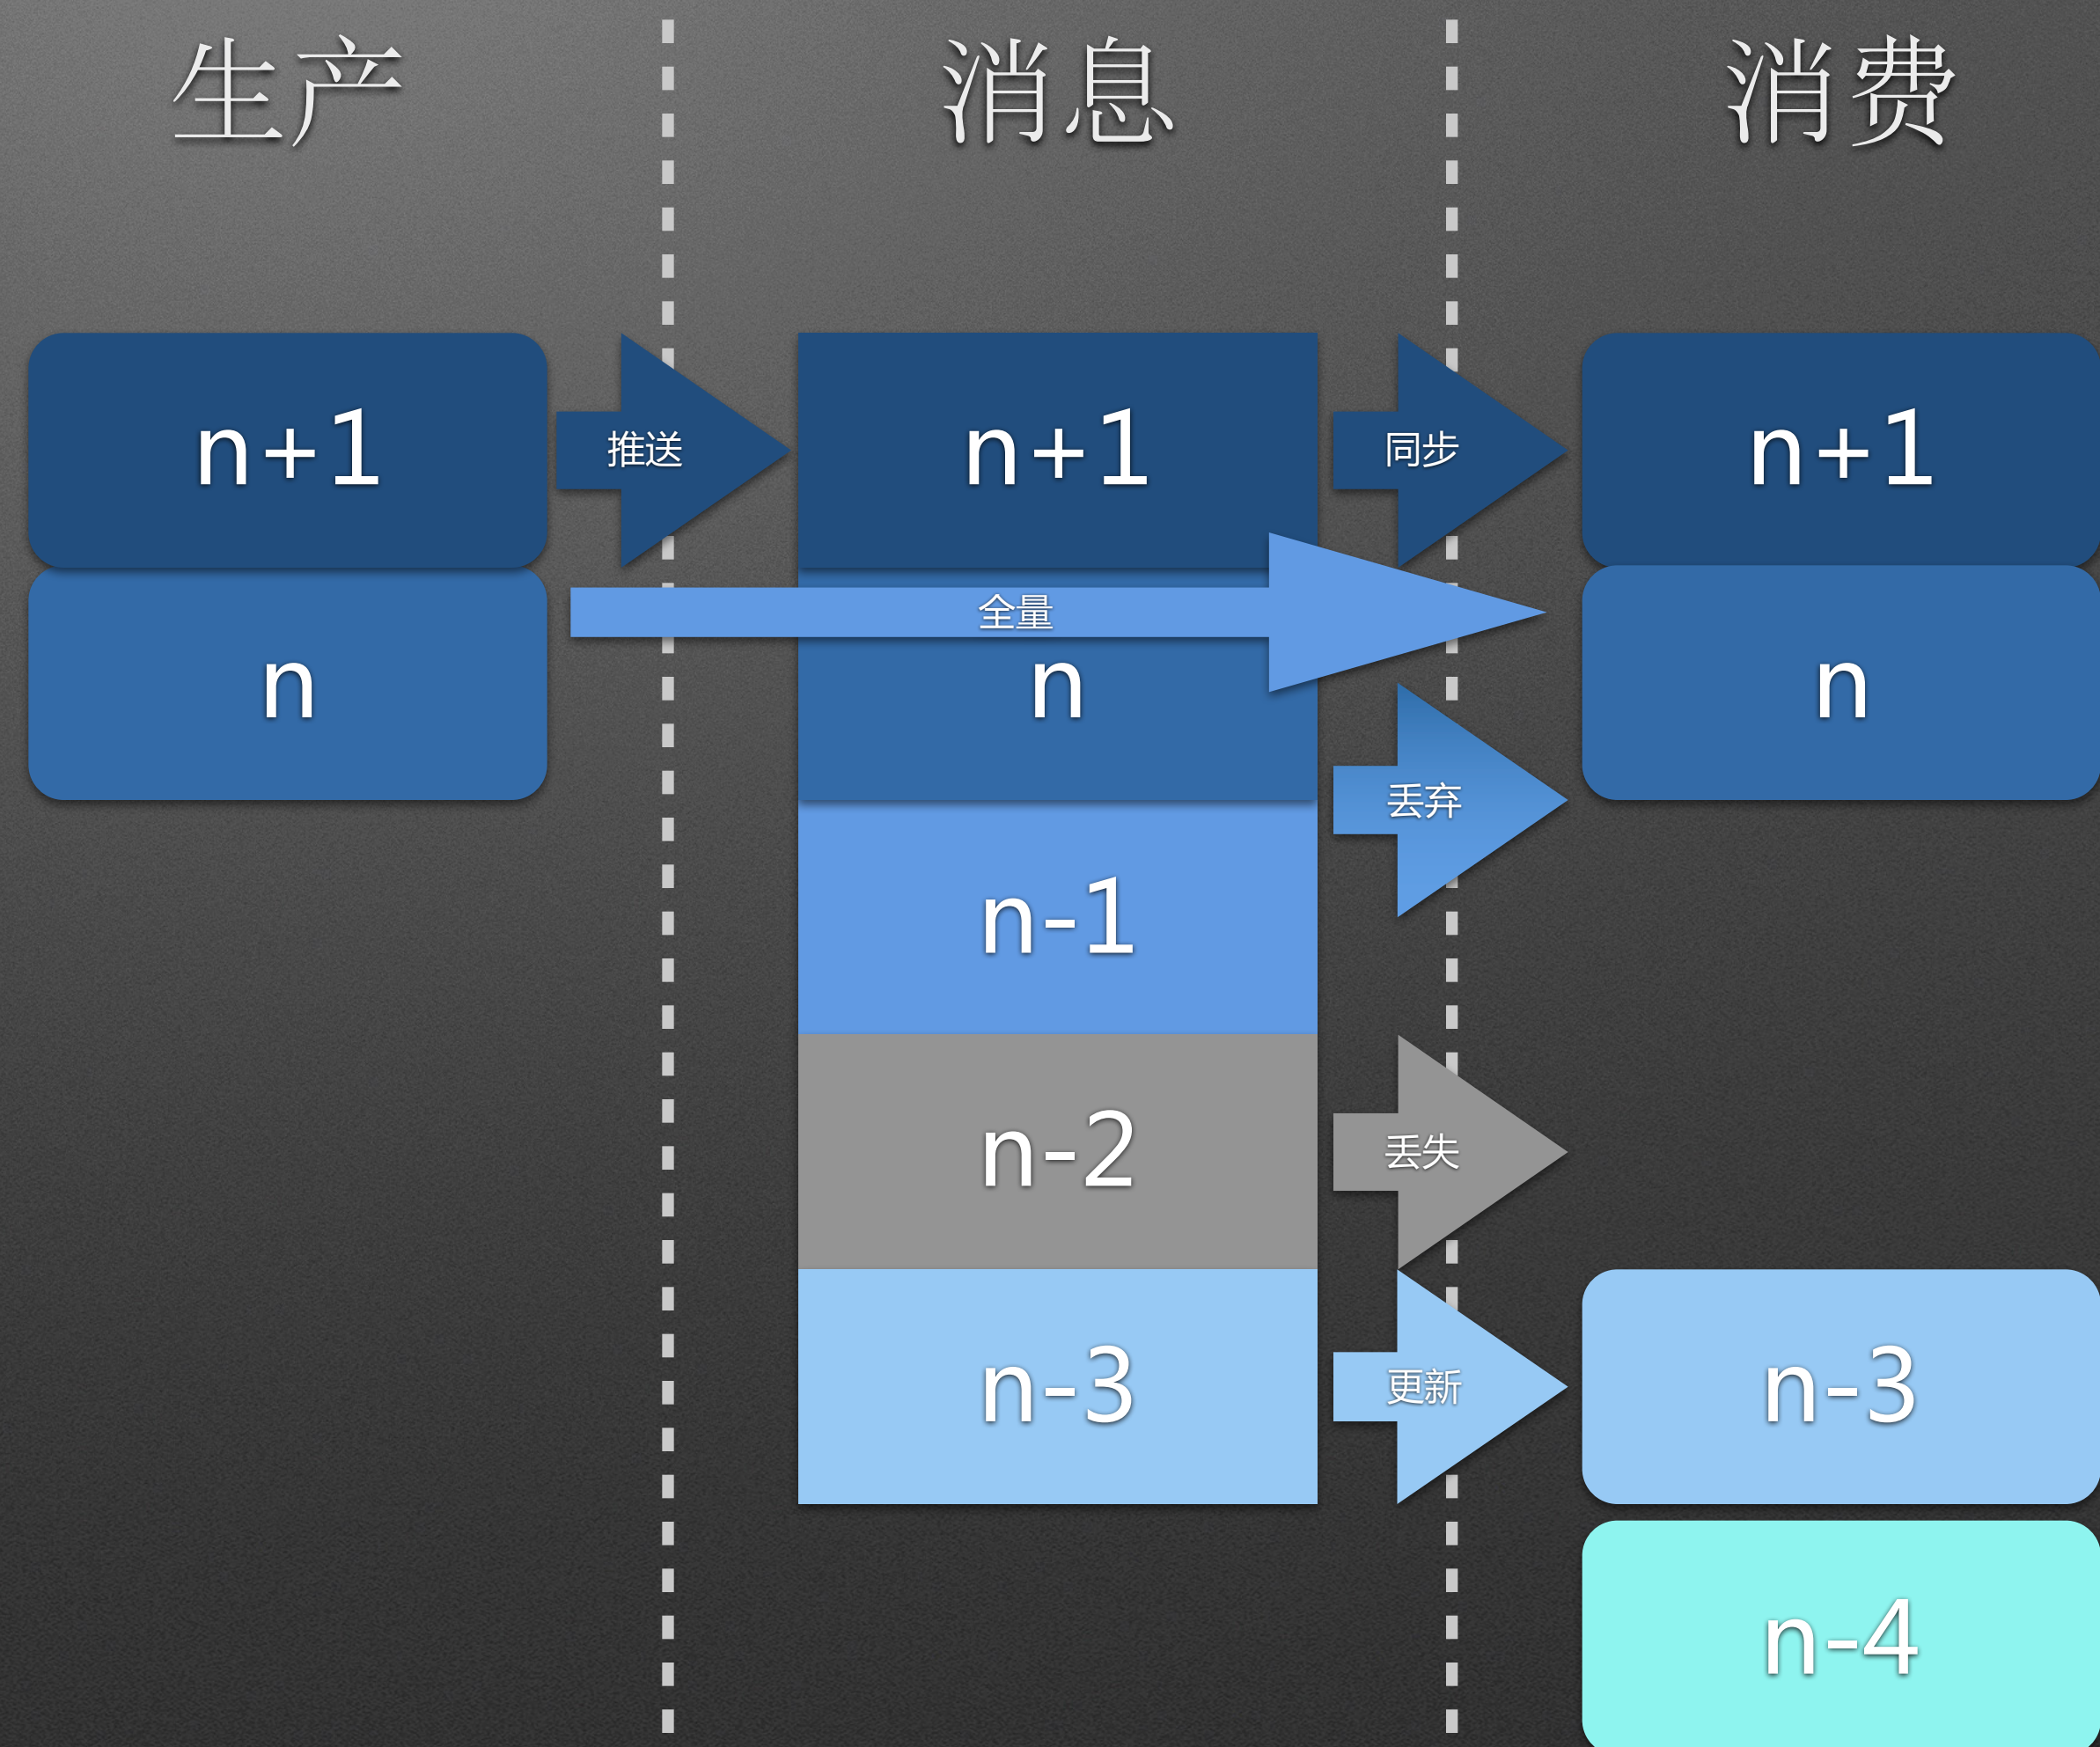 生产 消息 消费
n+1 推送 n+1 同步 n+1
全量
n n n
丢弃
n-1
n-2 丢失
n-3 更新 n-3
n-4